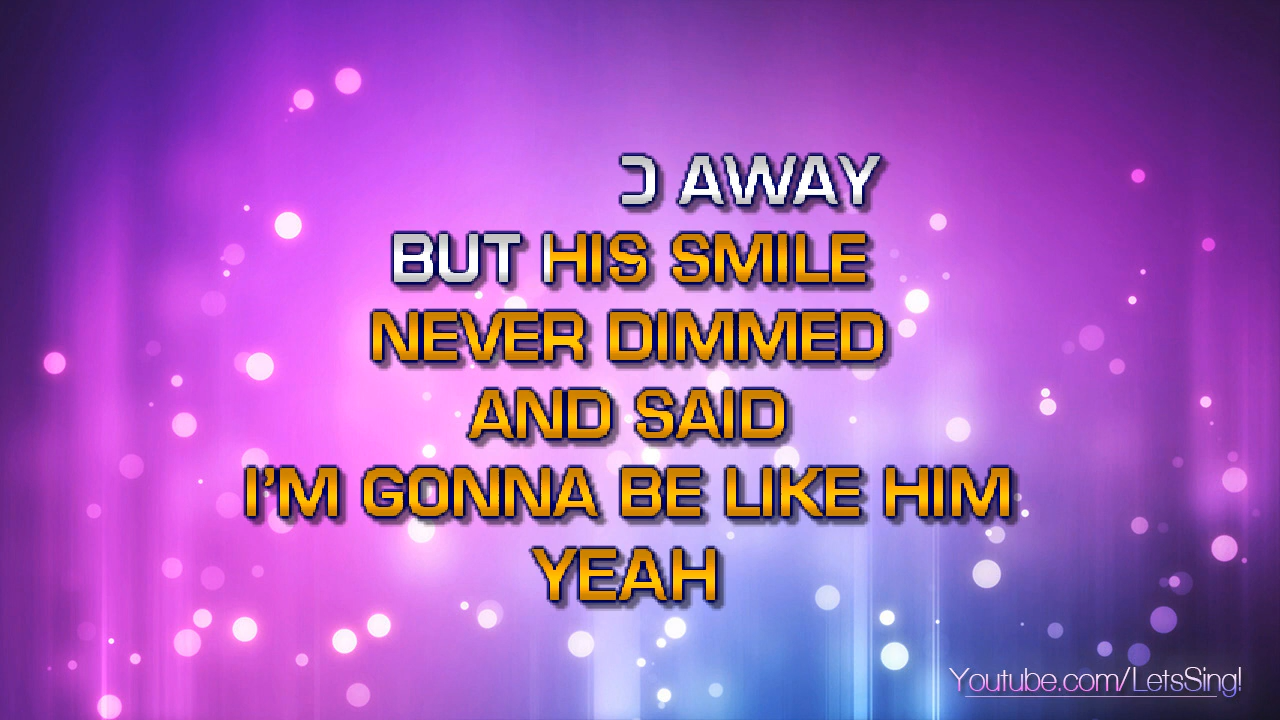 AWAY
BUT HIS SMILE
NEVER DIMMED
AND SAID
I'M GONNA BE LIKE HIM
YEAH
Youtube.com/LetsSing!